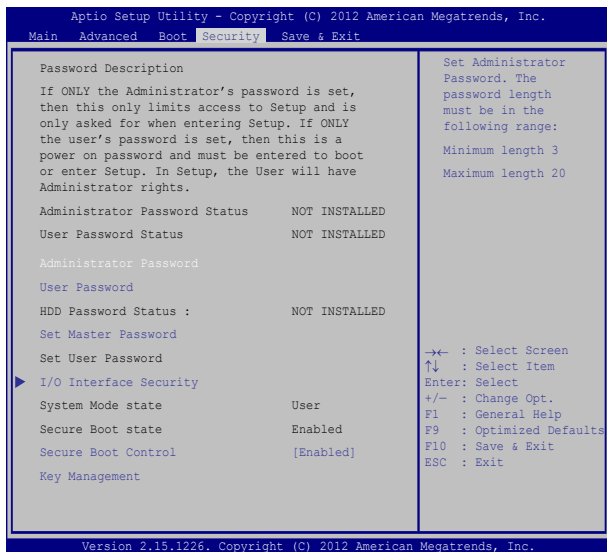 Aptio Setup Utility - Copyright (C) 2012 American Megatrends, Inc.
Main Advanced Boot Security Save & Exit
Password Description
If ONLY the Administrator's password is set,
then this only limits access to Setup and is
only asked for when entering Setup. If ONLY
the user's password is set, then this is a
power on password and must be entered to boot
or enter Setup. In Setup, the User will have
Administrator rights.
Administrator Password Status NOT INSTALLED
User Password Status NOT INSTALLED
Administrator Password
User Password
HDD Password Status : NOT INSTALLED
Set Master Password
Set User Password
I/O Interface Security
System Mode state User
Secure Boot state Enabled
Secure Boot Control [Enabled]
Key Management
Set Administrator
Password. The
password length
must be in the
following range:
Minimum length 3
Maximum length 20
→← : Select Screen
↑↓ : Select Item
Enter: Select
+/− : Change Opt.
F1 : General Help
F9 : Optimized Defaults
F10 : Save & Exit
ESC : Exit
Version 2.15.1226. Copyright (C) 2012 American Megatrends, Inc.